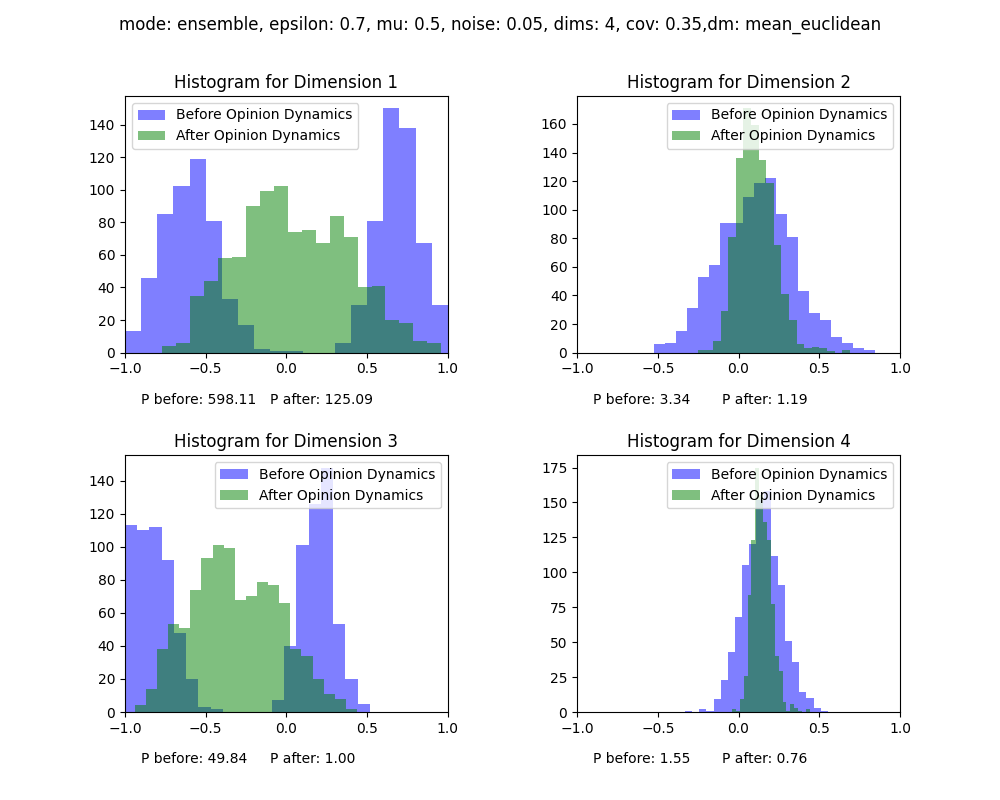 mode: ensemble, epsilon: 0.7, mu: 0.5, noise: 0.05, dims: 4, cov: 0.35,dm: mean_euclidean
Histogram for Dimension 1
Before Opinion Dynamics
After Opinion Dynamics
140
120
100
80
60
40
20
0
−1.0 −0.5 0.0 0.5 1.0
P before: 598.11 P after: 125.09
Histogram for Dimension 2
Before Opinion Dynamics
After Opinion Dynamics
160
140
120
100
80
60
40
20
0
−1.0 −0.5 0.0 0.5 1.0
P before: 3.34 P after: 1.19
Histogram for Dimension 3
Before Opinion Dynamics
After Opinion Dynamics
140
120
100
80
60
40
20
0
−1.0 −0.5 0.0 0.5 1.0
P before: 49.84 P after: 1.00
Histogram for Dimension 4
Before Opinion Dynamics
After Opinion Dynamics
175
150
125
100
75
50
25
0
−1.0 −0.5 0.0 0.5 1.0
P before: 1.55 P after: 0.76